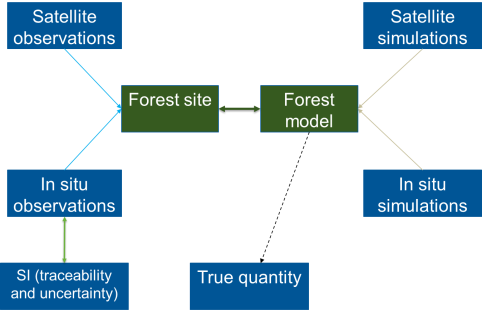 Satellite
observations
Satellite
simulations
Forest site
Forest
model
In situ
observations
In situ
simulations
SI (traceability
and uncertainty)
True quantity